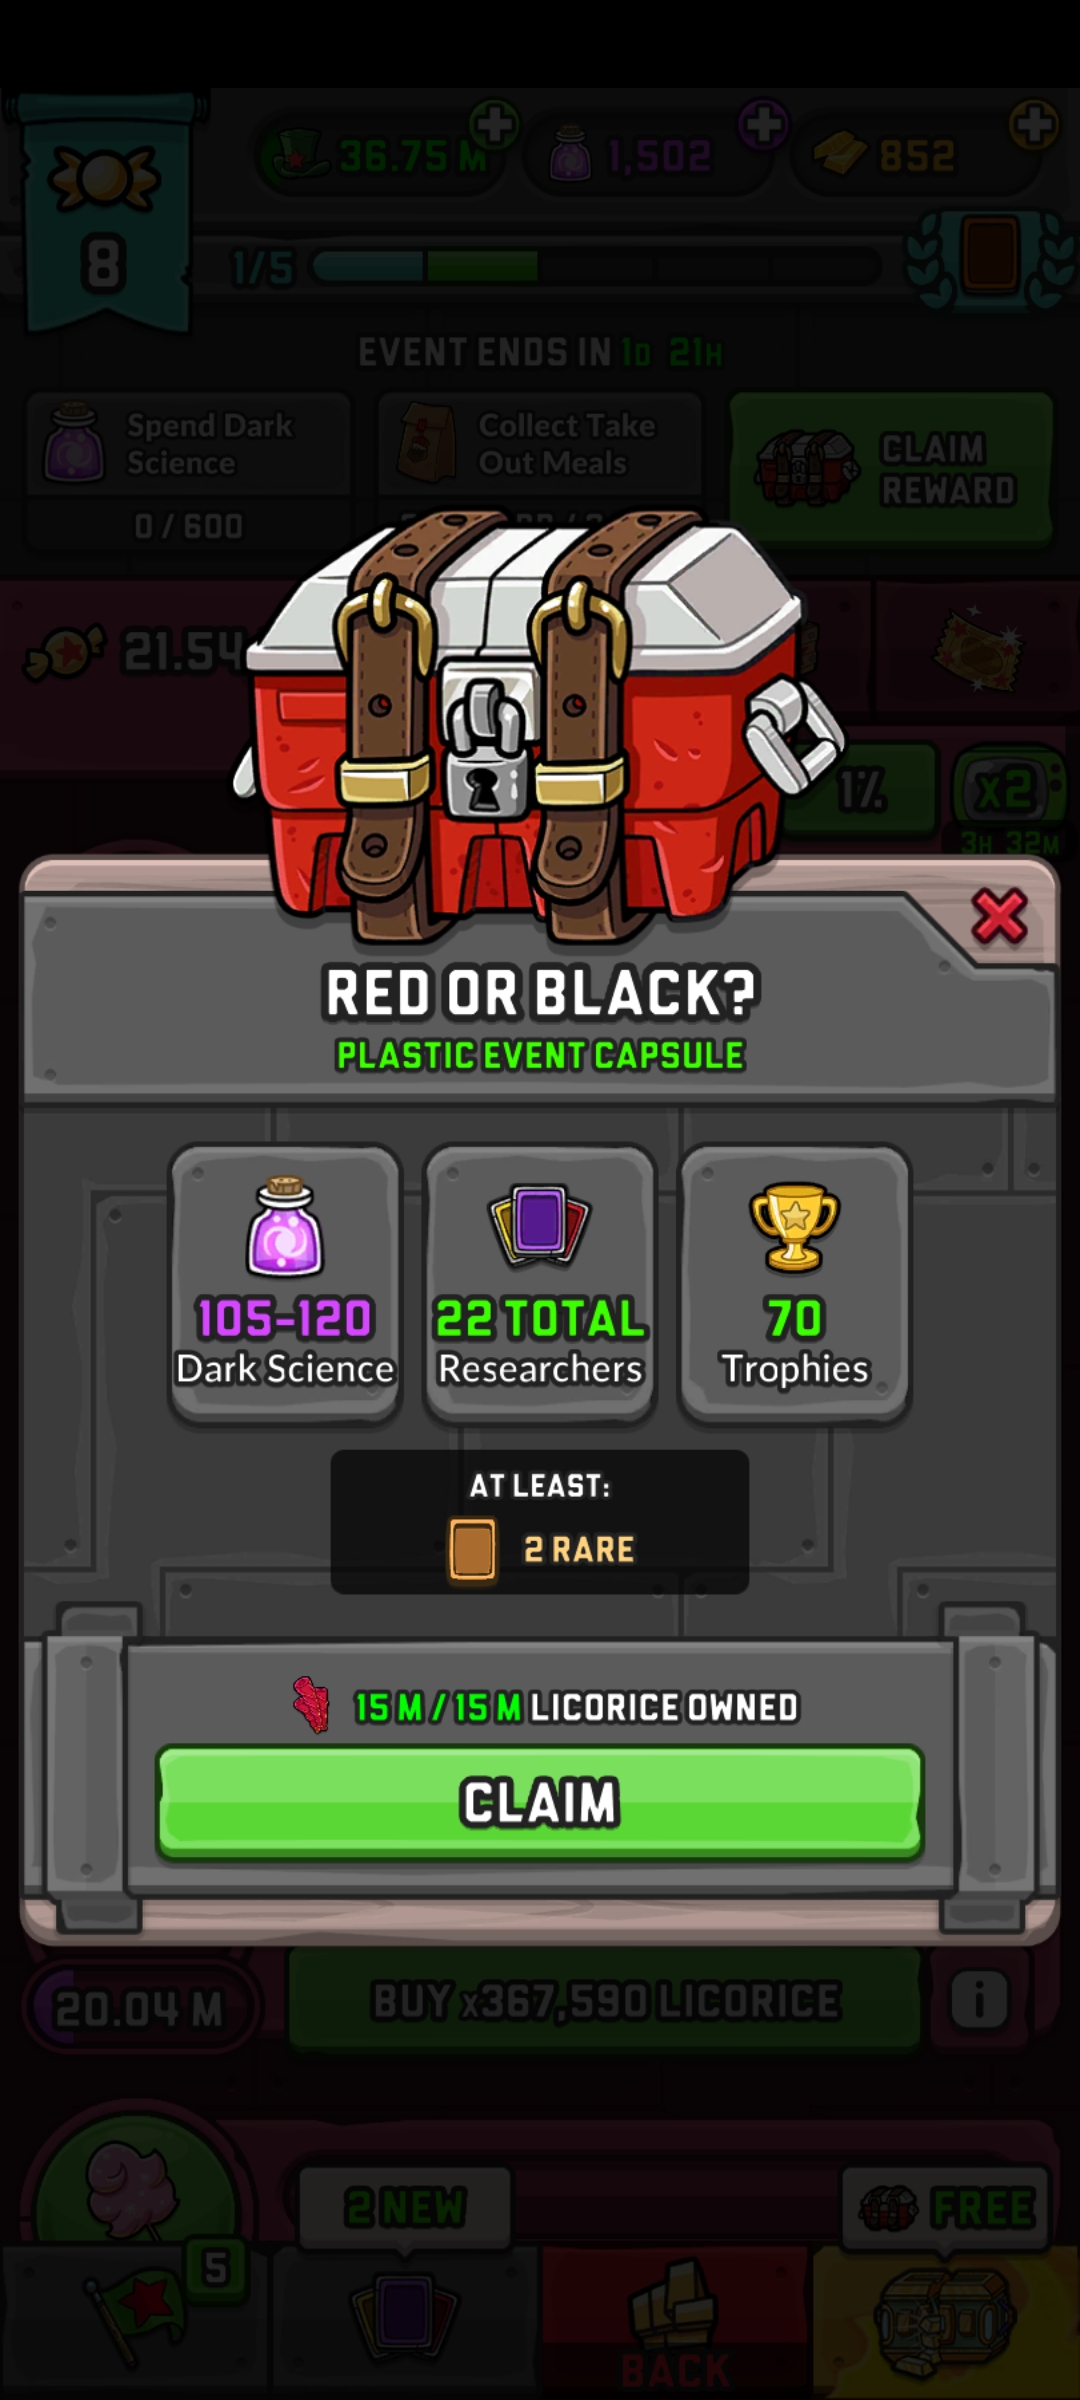 36.75 M
1,502
852
8
1/5
EVENT ENDS IN 1D 21H
Spend Dark
Science
0 / 600
Collect Take
Out Meals
CLAIM
REWARD
21.54
1%
x2
3H 32M
RED OR BLACK?
PLASTIC EVENT CAPSULE
105-120
Dark Science
22 TOTAL
Researchers
70
Trophies
AT LEAST:
2 RARE
15 M / 15 M LICORICE OWNED
CLAIM
20.04 M
BUY x367,590 LICORICE
i
2 NEW
FREE
5
BACK